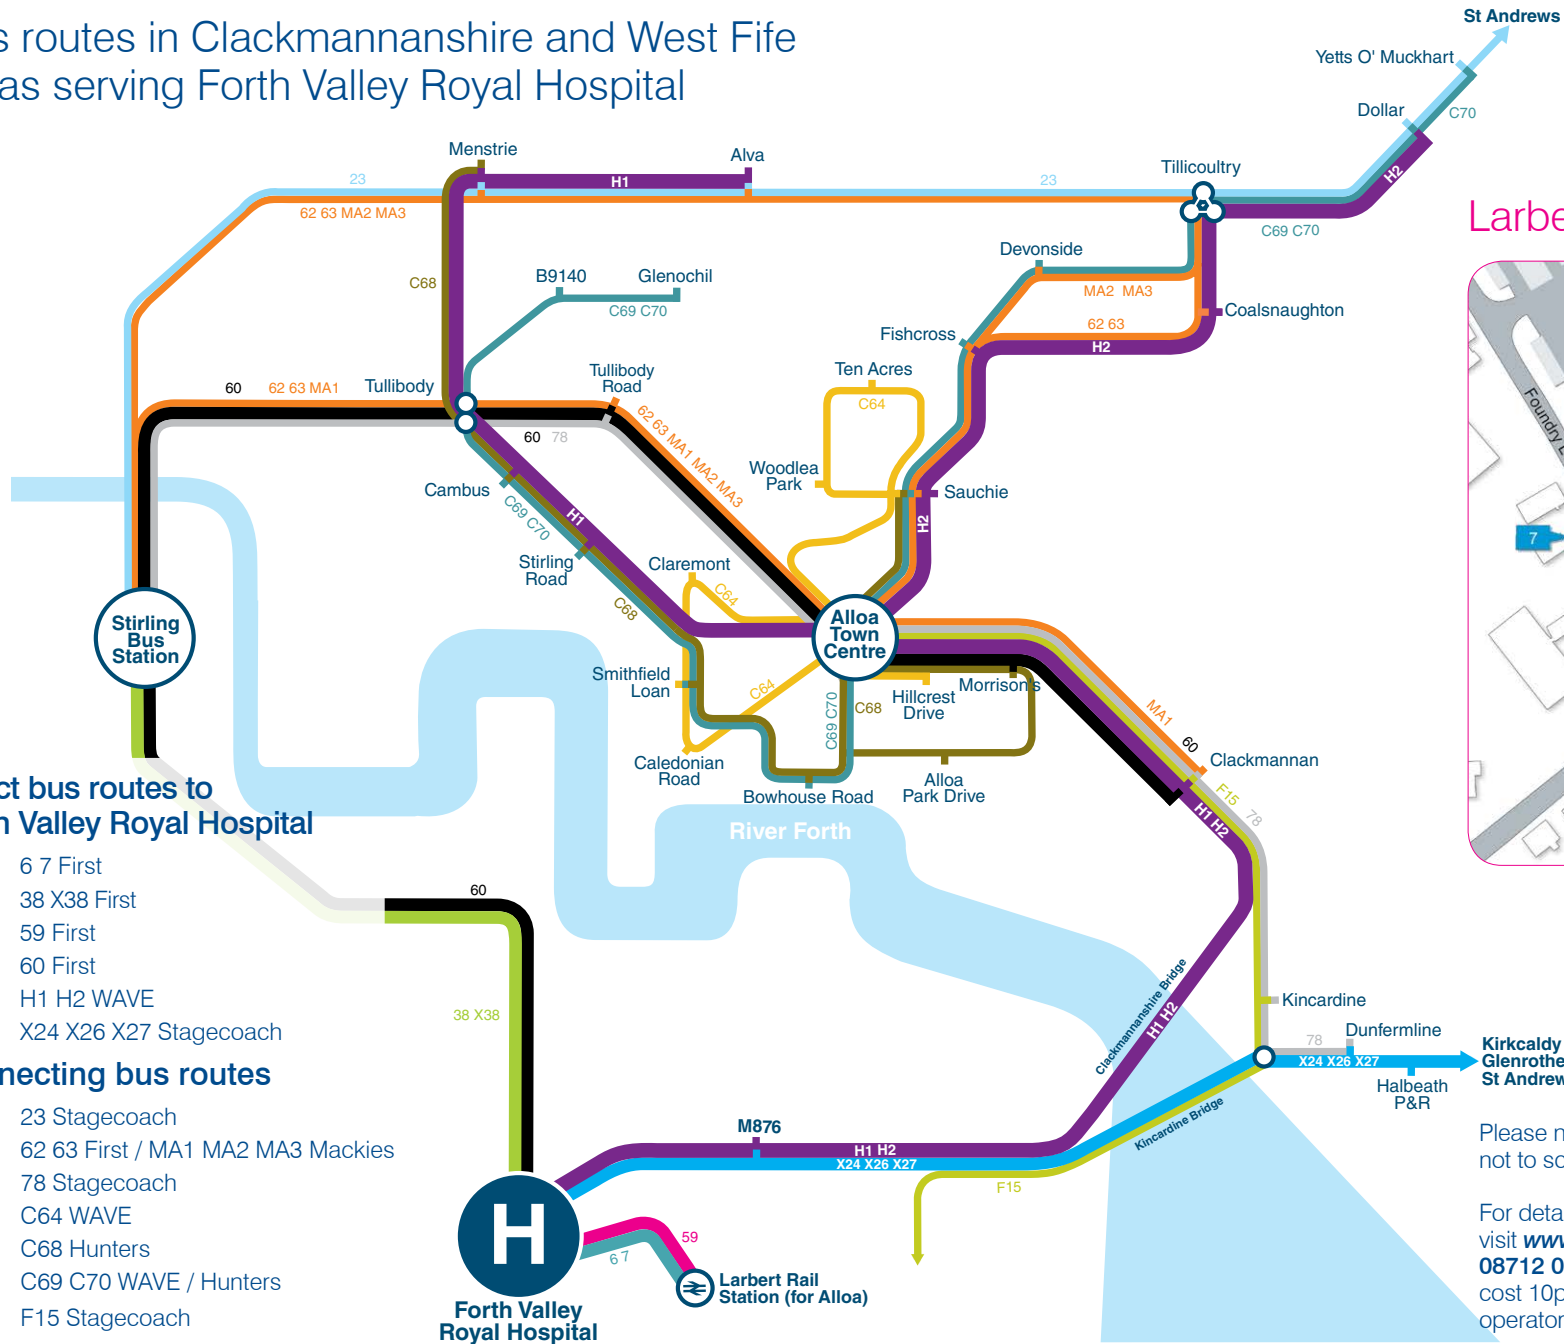 s routes in Clackmannanshire and West Fife
as serving Forth Valley Royal Hospital
St Andrews
Yetts O' Muckhart
Dollar
C70
H2
Menstrie
Alva
Tillicoultry
23
H1
23
62 63 MA2 MA3
C69 C70
Larbe
Devonside
MA2 MA3
C68
B9140
Glenochil
C69 C70
Coalsnaughton
62 63
H2
Fishcross
Tullibody
Road
Ten Acres
C64
60
62 63 MA1
Tullibody
60
78
62 63 MA1 MA2 MA3
Foundry L
Woodlea
Park
Sauchie
Cambus
C69 C70
H1
H2
7
Stirling
Road
Claremont
C64
C68
Stirling
Bus
Station
Alloa
Town
Centre
Smithfield
Loan
C64
C69 C70
C68
Hillcrest
Drive
Morrison's
MA1
60
Caledonian
Road
Bowhouse Road
Alloa
Park Drive
Clackmannan
F15
78
H1 H2
River Forth
ct bus routes to
h Valley Royal Hospital
6 7 First
38 X38 First
59 First
60 First
H1 H2 WAVE
X24 X26 X27 Stagecoach
necting bus routes
23 Stagecoach
62 63 First / MA1 MA2 MA3 Mackies
78 Stagecoach
C64 WAVE
C68 Hunters
C69 C70 WAVE / Hunters
F15 Stagecoach
60
38 X38
Clackmannanshire Bridge
H1 H2
Kincardine
78
Dunfermline
X24 X26 X27
Halbeath
P&R
Kirkcaldy
Glenrothe
St Andrew
Kincardine Bridge
M876
H1 H2
X24 X26 X27
F15
H
59
6 7
Larbert Rail
Station (for Alloa)
Forth Valley
Royal Hospital
Please n
not to sc
For deta
visit www
08712 0
cost 10p
operator